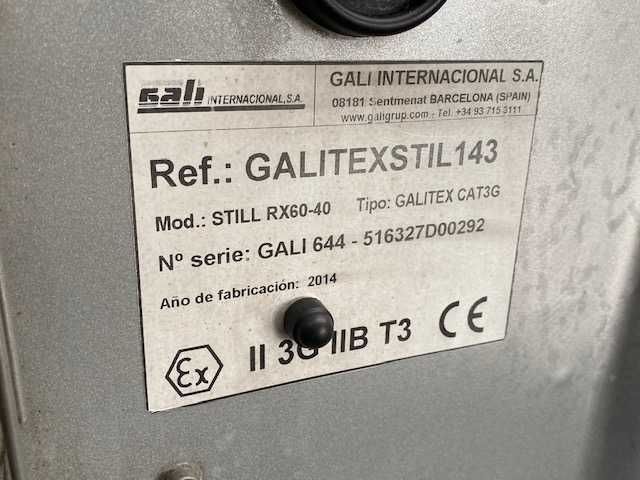 gali INTERNACIONAL, S.A.
GALI INTERNACIONAL S.A.
08181 Sentmenat BARCELONA (SPAIN)
www.galigrup.com - Tel. +34 93 715 3111
Ref.: GALITEXSTIL143
Mod.: STILL RX60-40 Tipo: GALITEX CAT3G
Nº serie: GALI 644 - 516327D00292
Año de fabricación: 2014
Ex II 3G IIB T3 CE